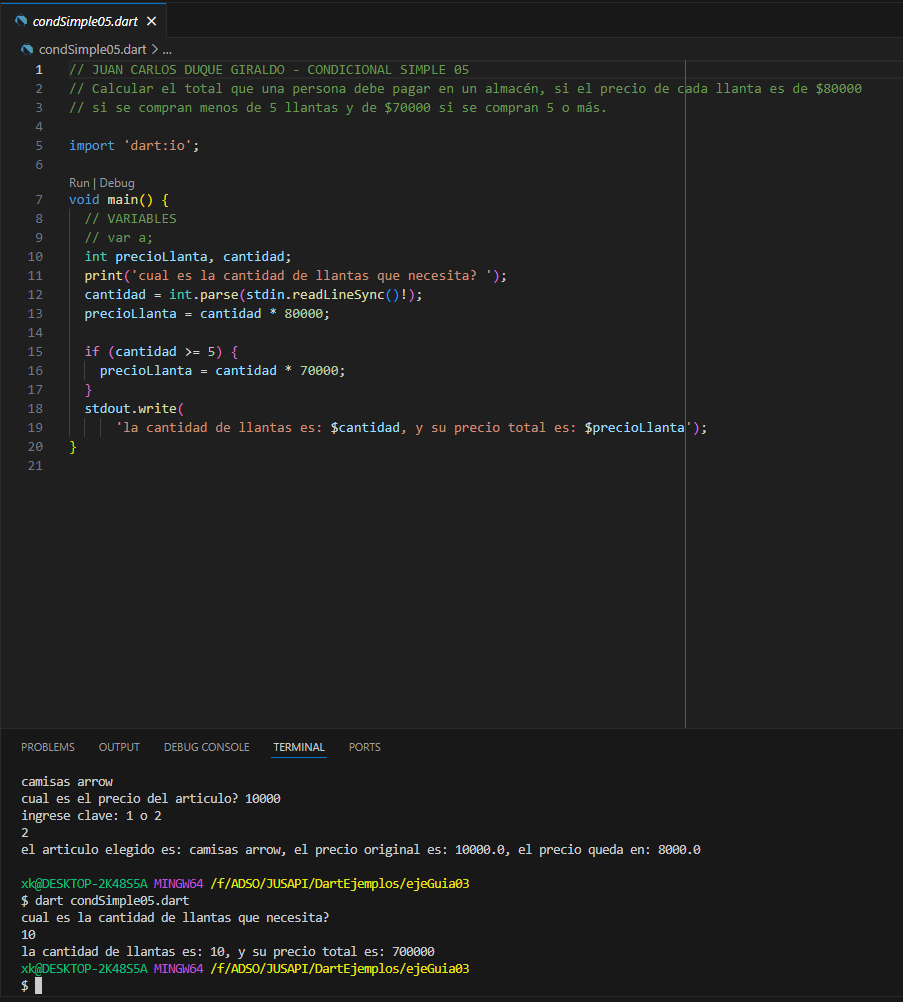 condSimple05.dart ×
condSimple05.dart > ...
1 // JUAN CARLOS DUQUE GIRALDO - CONDICIONAL SIMPLE 05
2 // Calcular el total que una persona debe pagar en un almacén, si el precio de cada llanta es de $80000
3 // si se compran menos de 5 llantas y de $70000 si se compran 5 o más.
4
5 import 'dart:io';
6
Run | Debug
7 void main() {
8   // VARIABLES
9   // var a;
10   int precioLlanta, cantidad;
11   print('cual es la cantidad de llantas que necesita? ');
12   cantidad = int.parse(stdin.readLineSync()!);
13   precioLlanta = cantidad * 80000;
14
15   if (cantidad >= 5) {
16     precioLlanta = cantidad * 70000;
17   }
18   stdout.write(
19       'la cantidad de llantas es: $cantidad, y su precio total es: $precioLlanta');
20 }
21
PROBLEMS OUTPUT DEBUG CONSOLE TERMINAL PORTS
camisas arrow
cual es el precio del articulo? 10000
ingrese clave: 1 o 2
2
el articulo elegido es: camisas arrow, el precio original es: 10000.0, el precio queda en: 8000.0
xk@DESKTOP-2K48S5A MINGW64 /f/ADSO/JUSAPI/DartEjemplos/ejeGuia03
$ dart condSimple05.dart
cual es la cantidad de llantas que necesita?
10
la cantidad de llantas es: 10, y su precio total es: 700000
xk@DESKTOP-2K48S5A MINGW64 /f/ADSO/JUSAPI/DartEjemplos/ejeGuia03
$